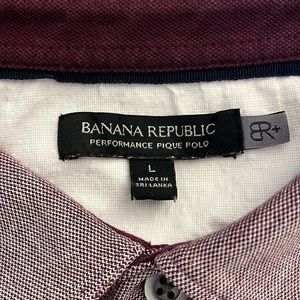 BANANA REPUBLIC
PERFORMANCE PIQUE POLO
BR+
L
MADE IN
SRI LANKA